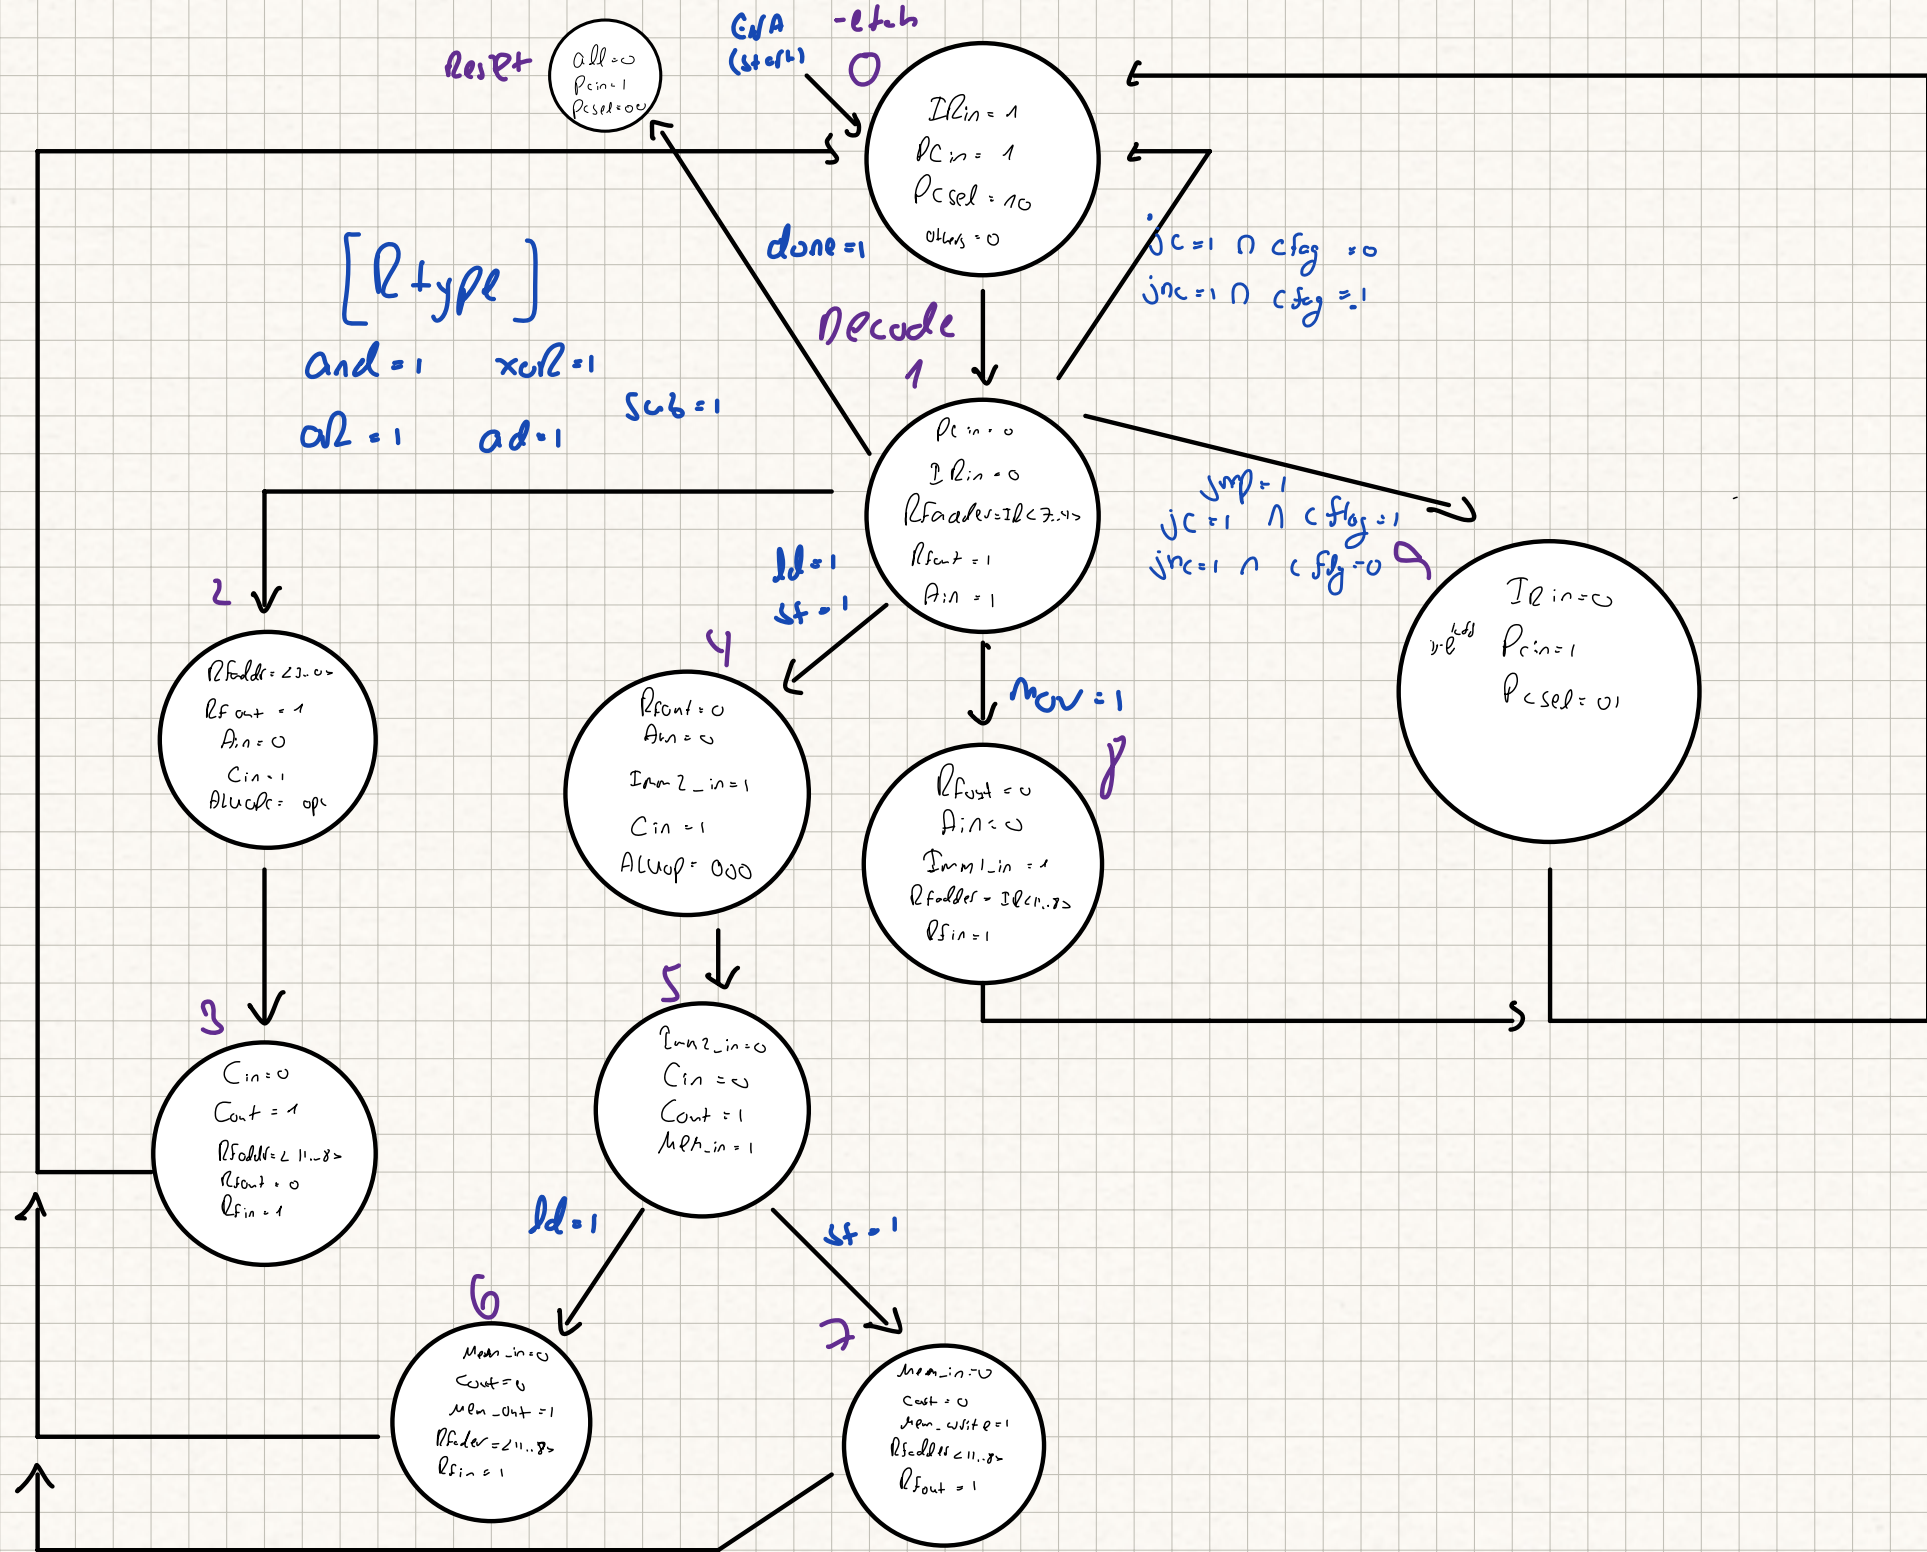 Reset
all=0
Pcin=1
Pcsel=00
ENA
(start)
-etch
0
IRin = 1
PCin = 1
PCsel = 10
others = 0
done=1
jc=1 ∩ cfag =0
jnc=1 ∩ cfag =1
[Rtype]
and=1 xoR=1
sub=1
oR=1 ad=1
Decode
1
Pcin=0
IRin=0
Rfadder=IR<7..4>
Rfout=1
Ain=1
jmp=1
jc=1 ∩ cflag=1
jnc=1 ∩ cflg=0
9
IRin=0
Pcin=1
Pcsel=01
ld=1
st=1
mov=1
2
Rfaddr=<3..0>
Rfout=1
Ain=0
Cin=1
ALUopc= opc
4
Rfout=0
Ain=0
Imm2_in=1
Cin=1
ALUop=000
8
Rfout=0
Ain=0
Imm1_in=1
Rfadder=IR<11..8>
Rfin=1
3
Cin=0
Cout=1
Rfaddr=<11..8>
Rfout=0
Rfin=1
5
Imm2_in=0
Cin=0
Cout=1
Mem_in=1
ld=1
st=1
6
Mem_in=0
Cout=0
Mem_out=1
Rfader=<11..8>
Rfin=1
7
Mem_in=0
Cout=0
Mem_write=1
Rfadder<11..8>
Rfout=1